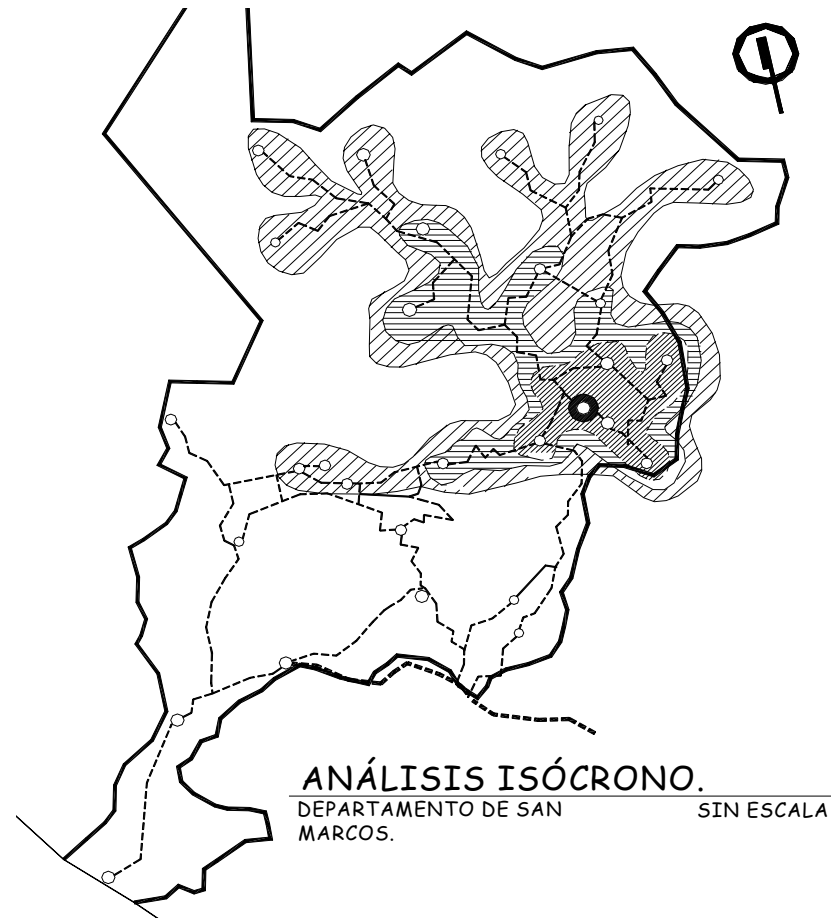 ANÁLISIS ISÓCRONO.
DEPARTAMENTO DE SAN MARCOS.
SIN ESCALA